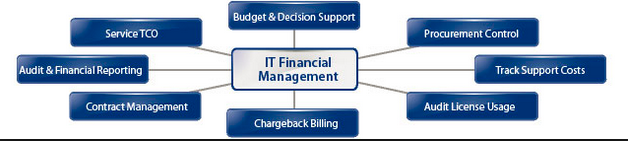 Budget & Decision Support
Service TCO
Procurement Control
IT Financial
Management
Audit & Financial Reporting
Track Support Costs
Contract Management
Audit License Usage
Chargeback Billing